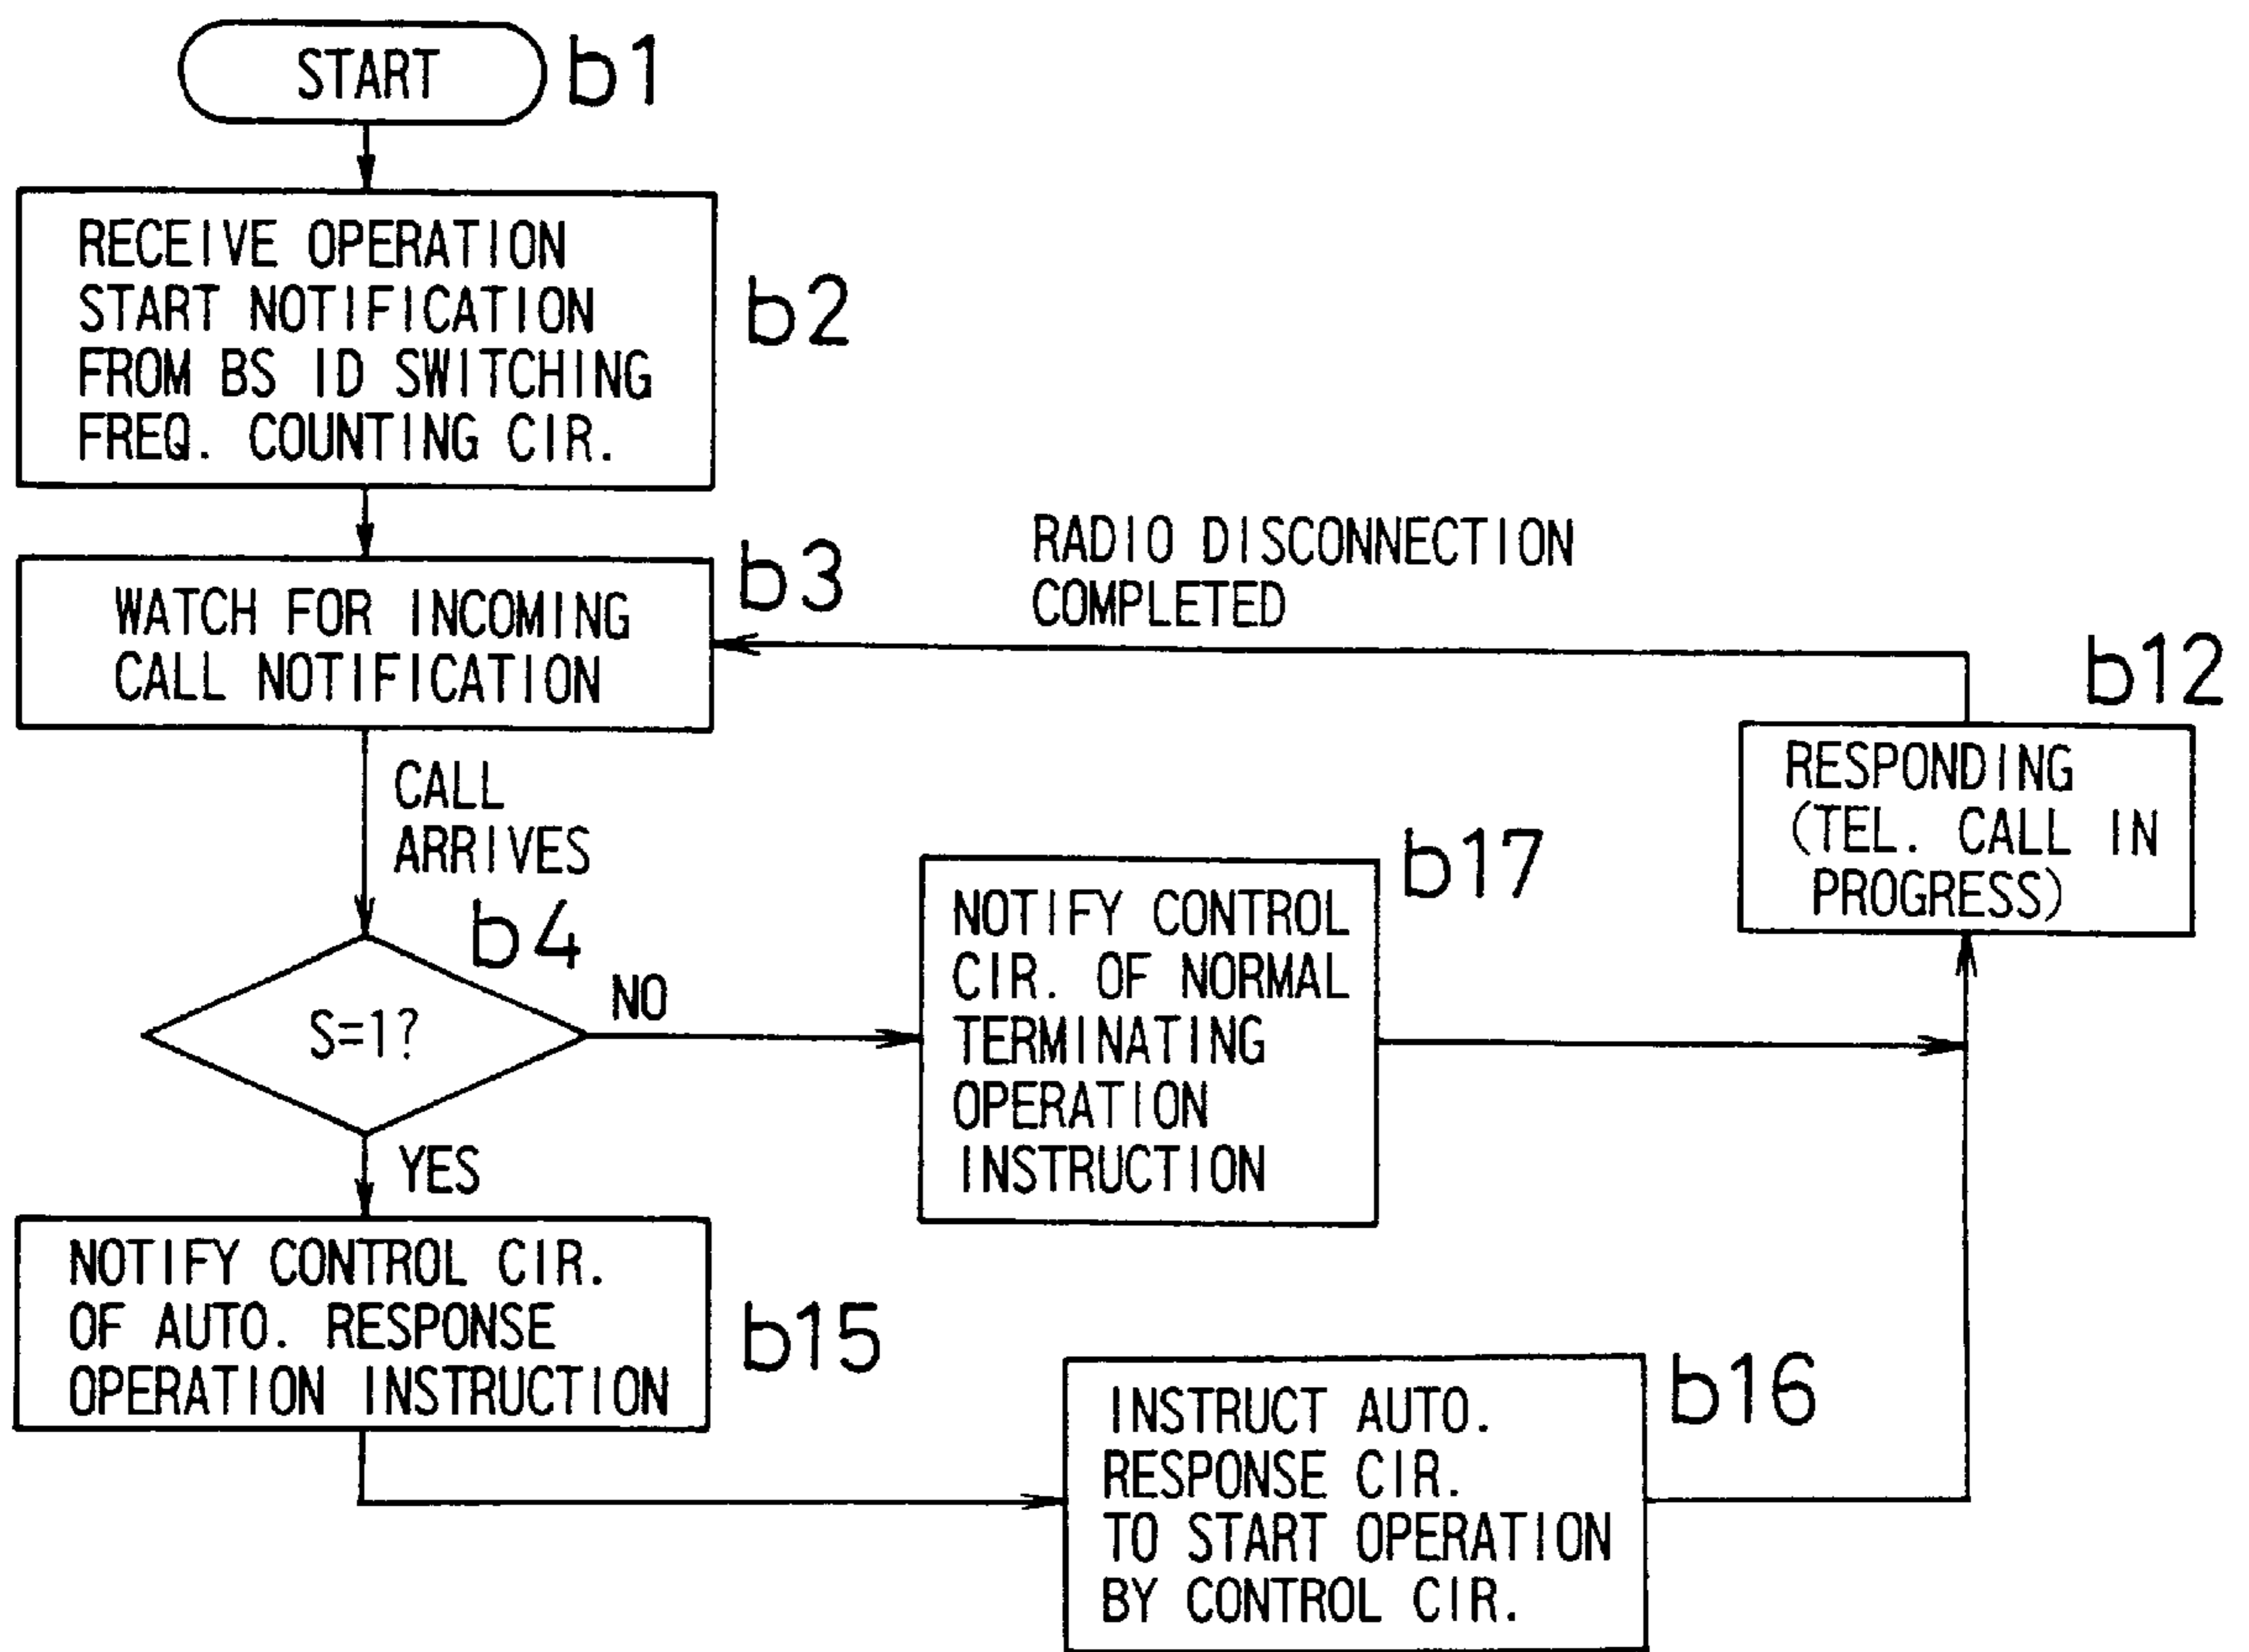 START
b1
RECEIVE OPERATION
START NOTIFICATION
FROM BS ID SWITCHING
FREQ. COUNTING CIR.
b2
WATCH FOR INCOMING
CALL NOTIFICATION
b3
RADIO DISCONNECTION
COMPLETED
b12
RESPONDING
(TEL. CALL IN
PROGRESS)
CALL
ARRIVES
b4
S=1?
NO
YES
b17
NOTIFY CONTROL
CIR. OF NORMAL
TERMINATING
OPERATION
INSTRUCTION
NOTIFY CONTROL CIR.
OF AUTO. RESPONSE
OPERATION INSTRUCTION
b15
INSTRUCT AUTO.
RESPONSE CIR.
TO START OPERATION
BY CONTROL CIR.
b16